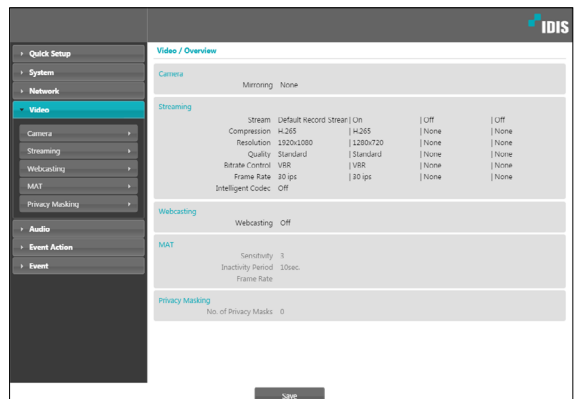 IDIS
Quick Setup
System
Network
Video
Camera
Streaming
Webcasting
MAT
Privacy Masking
Audio
Event Action
Event
Video / Overview
Camera
Mirroring None
Streaming
Stream Default Record Strear | On | Off | Off
Compression H.265 | H.265 | None | None
Resolution 1920x1080 | 1280x720 | None | None
Quality Standard | Standard | None | None
Bitrate Control VBR | VBR | None | None
Frame Rate 30 ips | 30 ips | None | None
Intelligent Codec Off
Webcasting
Webcasting Off
MAT
Sensitivity 3
Inactivity Period 10sec.
Frame Rate
Privacy Masking
No. of Privacy Masks 0
Save